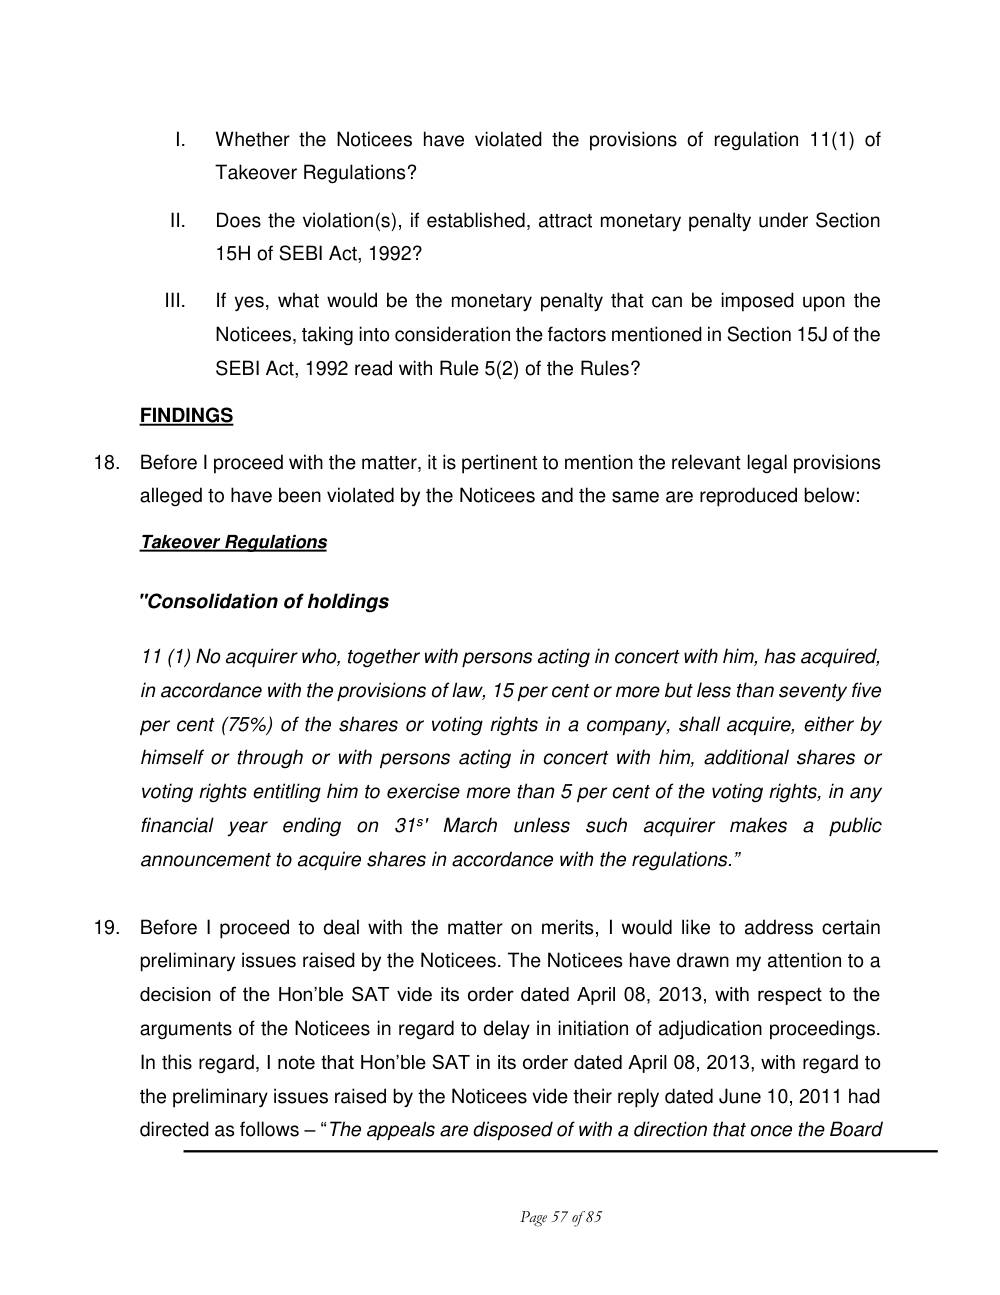 I. Whether the Noticees have violated the provisions of regulation 11(1) of
Takeover Regulations?
II. Does the violation(s), if established, attract monetary penalty under Section
15H of SEBI Act, 1992?
III. If yes, what would be the monetary penalty that can be imposed upon the
Noticees, taking into consideration the factors mentioned in Section 15J of the
SEBI Act, 1992 read with Rule 5(2) of the Rules?
FINDINGS
18. Before I proceed with the matter, it is pertinent to mention the relevant legal provisions
alleged to have been violated by the Noticees and the same are reproduced below:
Takeover Regulations
"Consolidation of holdings
11 (1) No acquirer who, together with persons acting in concert with him, has acquired,
in accordance with the provisions of law, 15 per cent or more but less than seventy five
per cent (75%) of the shares or voting rights in a company, shall acquire, either by
himself or through or with persons acting in concert with him, additional shares or
voting rights entitling him to exercise more than 5 per cent of the voting rights, in any
financial year ending on 31ˢ' March unless such acquirer makes a public
announcement to acquire shares in accordance with the regulations.”
19. Before I proceed to deal with the matter on merits, I would like to address certain
preliminary issues raised by the Noticees. The Noticees have drawn my attention to a
decision of the Hon’ble SAT vide its order dated April 08, 2013, with respect to the
arguments of the Noticees in regard to delay in initiation of adjudication proceedings.
In this regard, I note that Hon’ble SAT in its order dated April 08, 2013, with regard to
the preliminary issues raised by the Noticees vide their reply dated June 10, 2011 had
directed as follows – “The appeals are disposed of with a direction that once the Board
Page 57 of 85